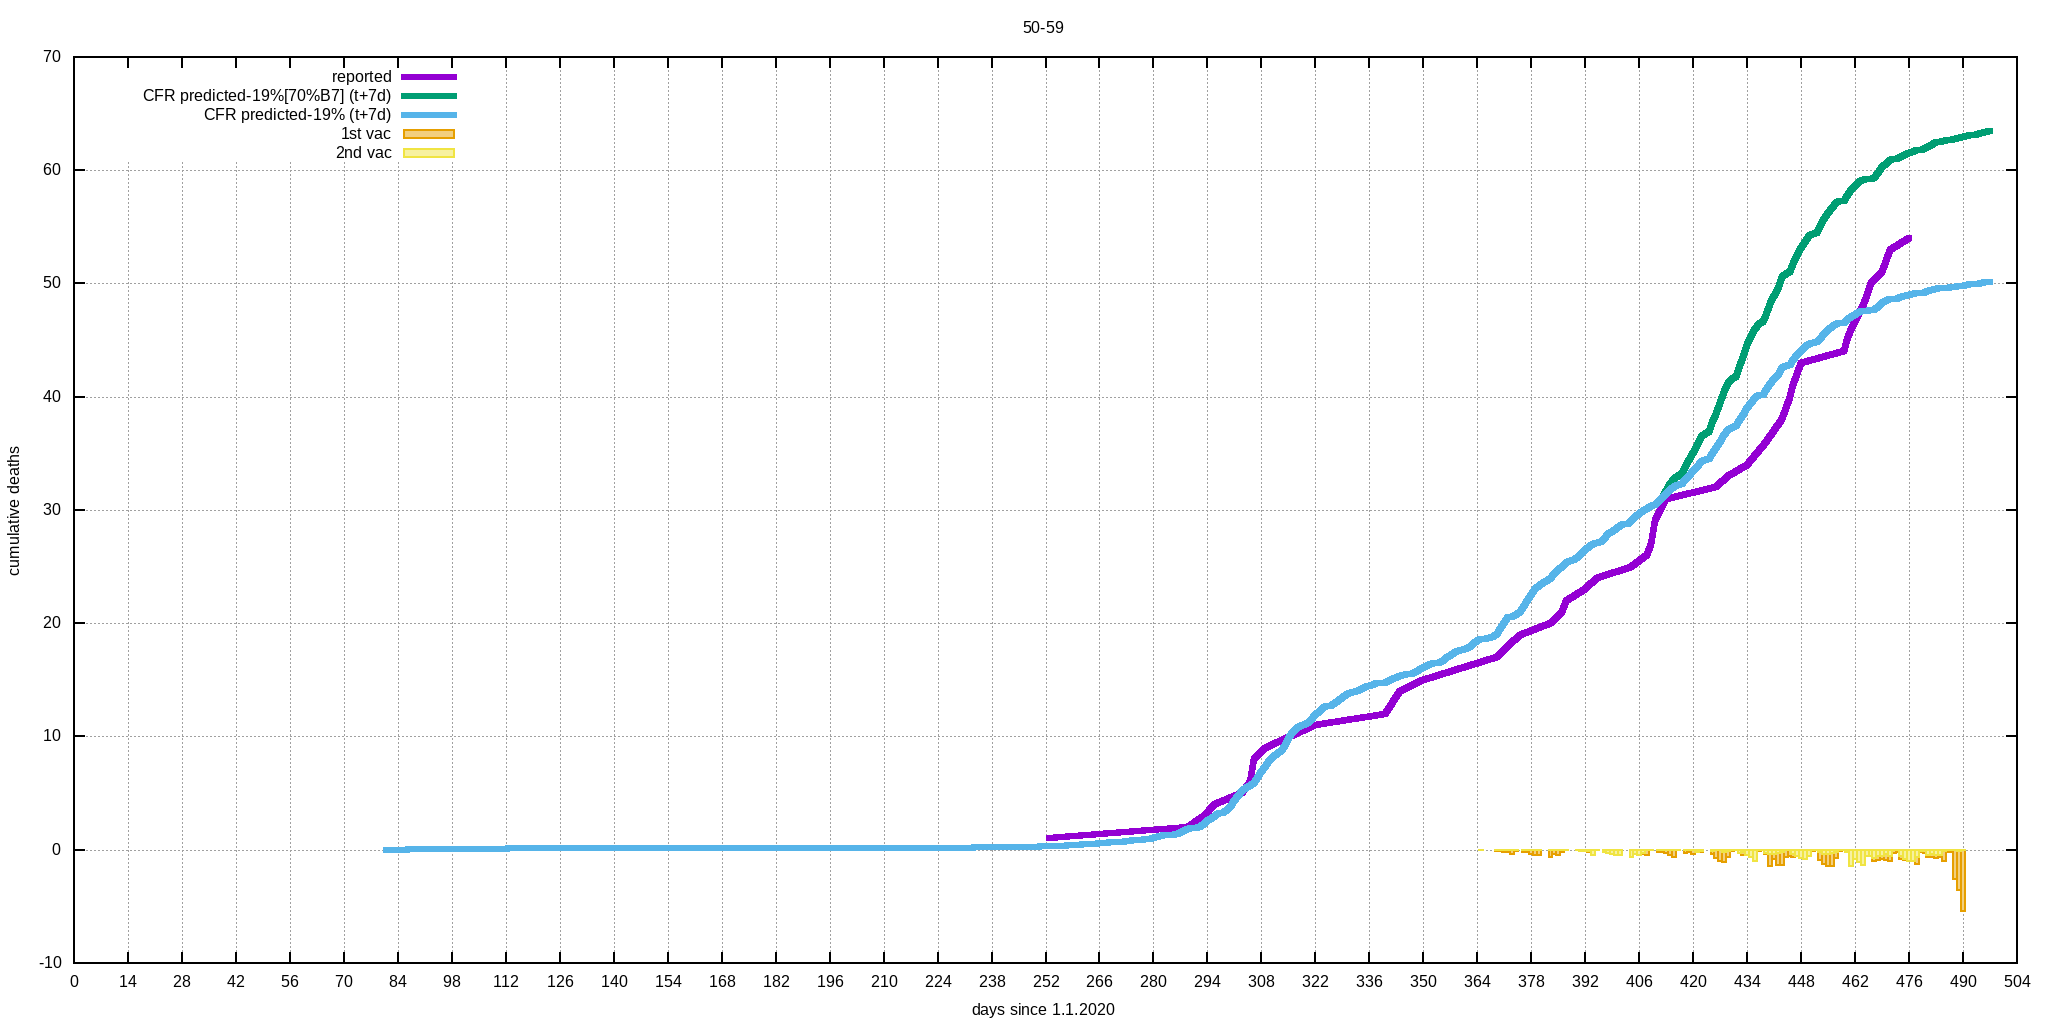 50-59
70
60
50
40
30
20
10
0
-10
cumulative deaths
reported
CFR predicted-19%[70%B7] (t+7d)
CFR predicted-19% (t+7d)
1st vac
2nd vac
0 14 28 42 56 70 84 98 112 126 140 154 168 182 196 210 224 238 252 266 280 294 308 322 336 350 364 378 392 406 420 434 448 462 476 490 504
days since 1.1.2020